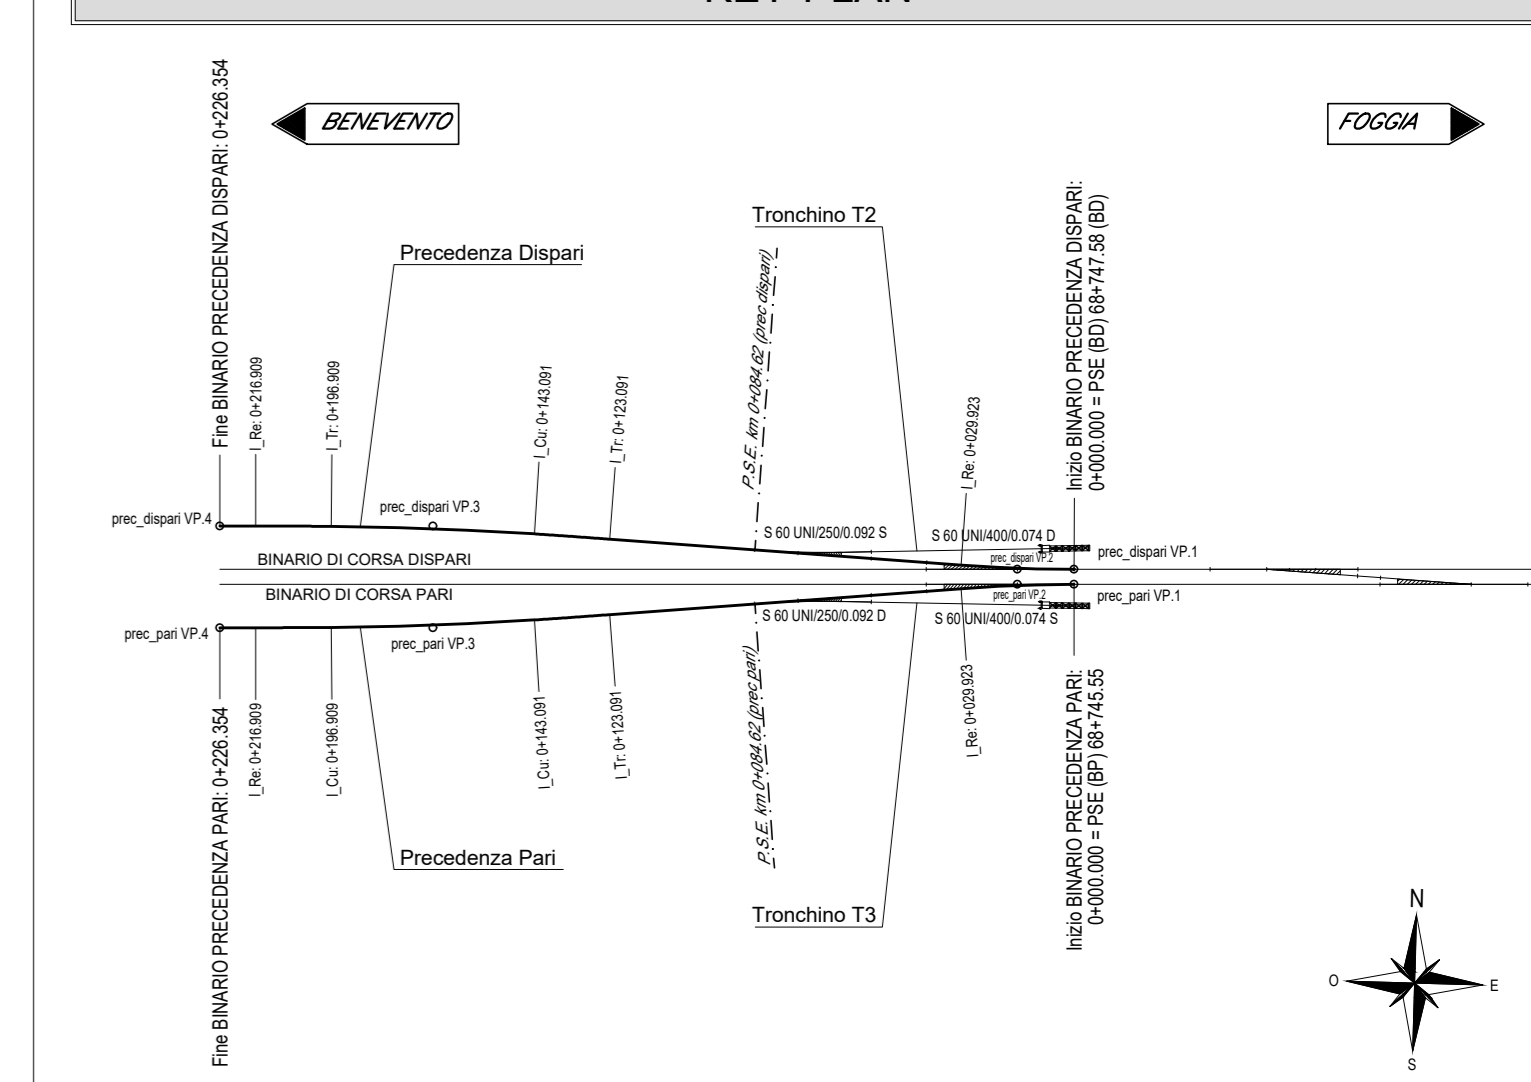 Fine BINARIO PRECEDENZA DISPARI: 0+226.354
BENEVENTO
FOGGIA
Tronchino T2
Precedenza Dispari
Inizio BINARIO PRECEDENZA DISPARI:
0+000.000 = PSE (BD) 68+747.58 (BD)
P.S.E. km 0+084.62 (prec dispari)
I_Re: 0+216.909
I_Tr: 0+196.909
I_Cu: 0+143.091
I_Tr: 0+123.091
I_Re: 0+029.923
prec_dispari VP.4
prec_dispari VP.3
S 60 UNI/250/0.092 S
S 60 UNI/400/0.074 D
prec_dispari VP.2
prec_dispari VP.1
BINARIO DI CORSA DISPARI
BINARIO DI CORSA PARI
prec_pari VP.2
prec_pari VP.1
prec_pari VP.4
prec_pari VP.3
S 60 UNI/250/0.092 D
S 60 UNI/400/0.074 S
I_Re: 0+216.909
I_Cu: 0+196.909
I_Cu: 0+143.091
I_Tr: 0+123.091
P.S.E. km 0+084.62 (prec pari)
I_Re: 0+029.923
Inizio BINARIO PRECEDENZA PARI:
0+000.000 = PSE (BP) 68+745.55
Fine BINARIO PRECEDENZA PARI: 0+226.354
Precedenza Pari
Tronchino T3
N
O
E
S